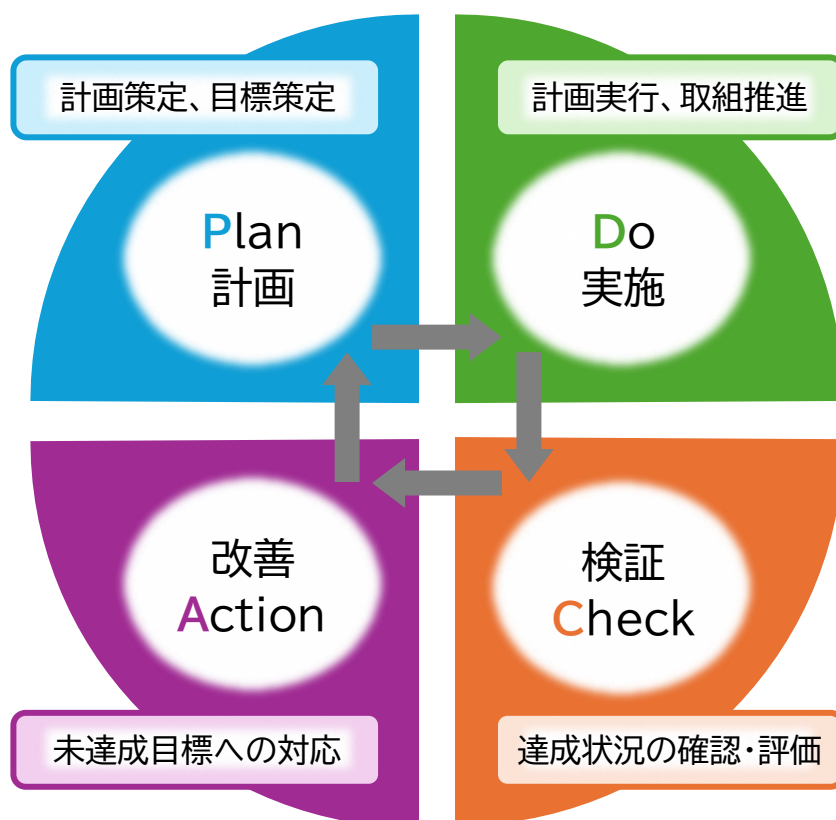 計画策定、目標策定
計画実行、取組推進
Plan
計画
Do
実施
改善
Action
検証
Check
未達成目標への対応
達成状況の確認・評価